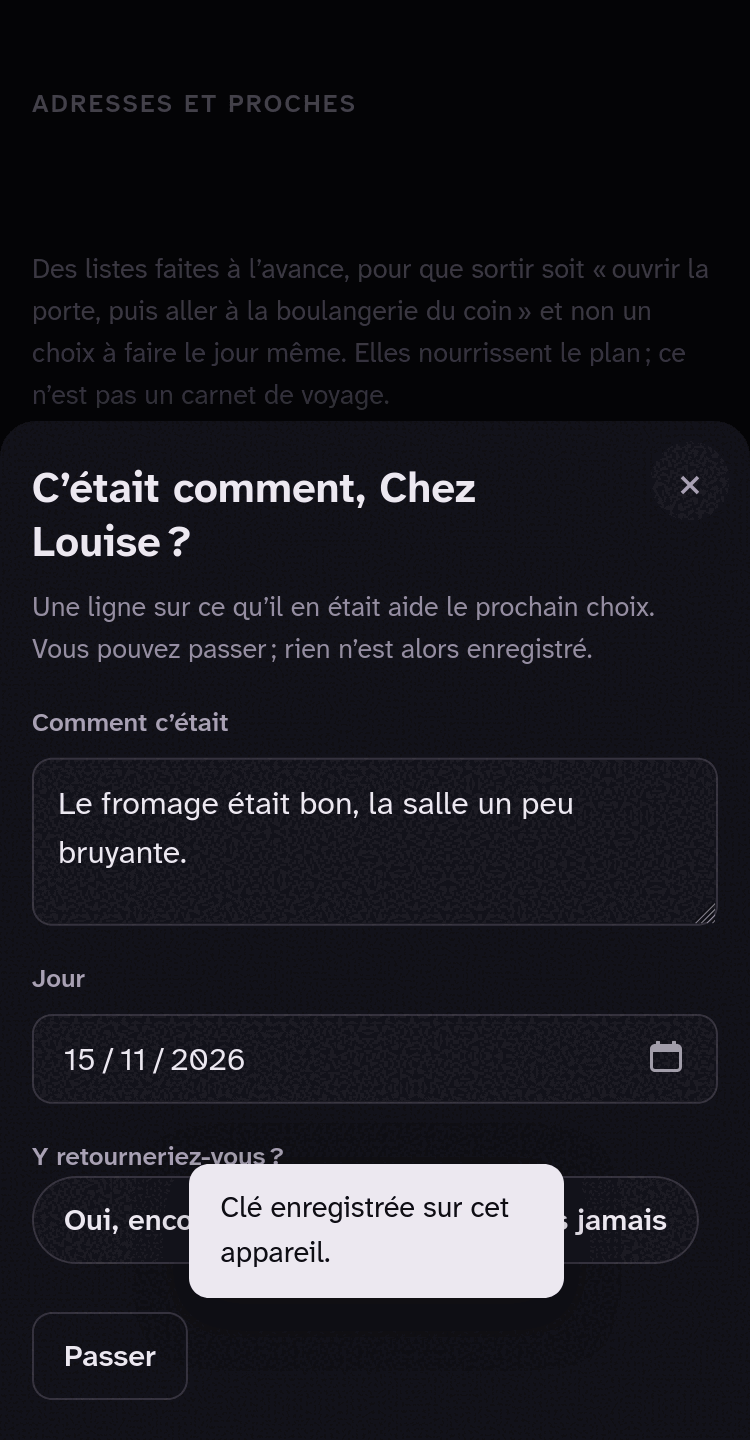 ADRESSES ET PROCHES
Des listes faites à l’avance, pour que sortir soit « ouvrir la
porte, puis aller à la boulangerie du coin » et non un
choix à faire le jour même. Elles nourrissent le plan ; ce
n’est pas un carnet de voyage.
C’était comment, Chez
Louise ?
Une ligne sur ce qu’il en était aide le prochain choix.
Vous pouvez passer ; rien n’est alors enregistré.
Comment c’était
Le fromage était bon, la salle un peu
bruyante.
Jour
15 / 11 / 2026
Y retourneriez-vous ?
Oui, jamais
Clé enregistrée sur cet
appareil.
Passer